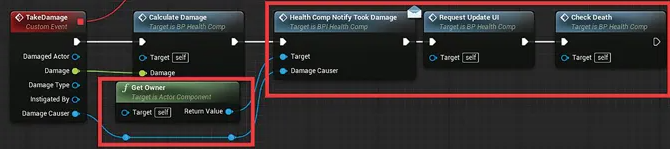 TakeDamage
Custom Event
Damaged Actor
Damage
Damage Type
Instigated By
Damage Causer
Calculate Damage
Target is BP Health Comp
Target self
Damage
f Get Owner
Target is Actor Component
Target self Return Value
Health Comp Notify Took Damage
Target is BPI Health Comp
Target
Damage Causer
Request Update UI
Target is BP Health Comp
Target self
Check Death
Target is BP Health Comp
Target self